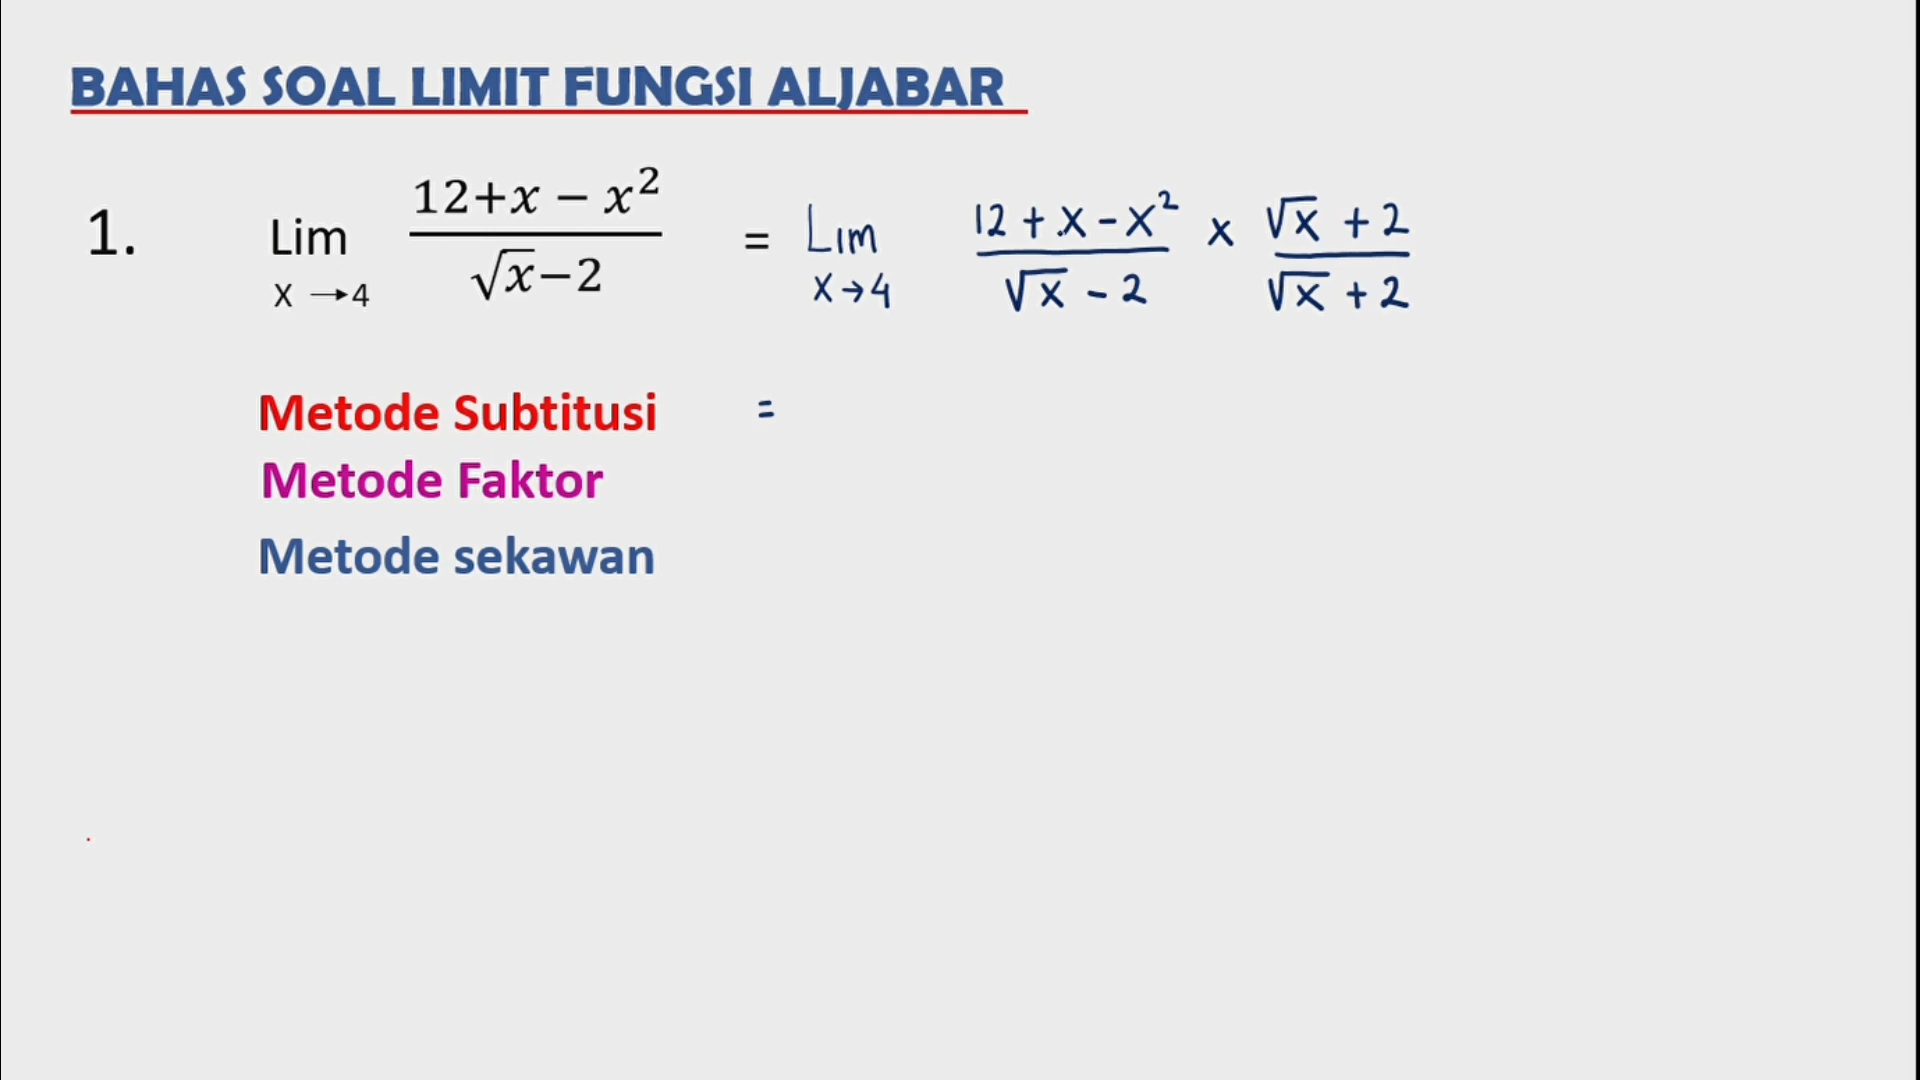 BAHAS SOAL LIMIT FUNGSI ALJABAR
1. Lim x→4 (12+x − x²)/(√x−2) = Lim x→4 (12 + x - x²)/(√x - 2) x (√x + 2)/(√x + 2)
Metode Subtitusi =
Metode Faktor
Metode sekawan